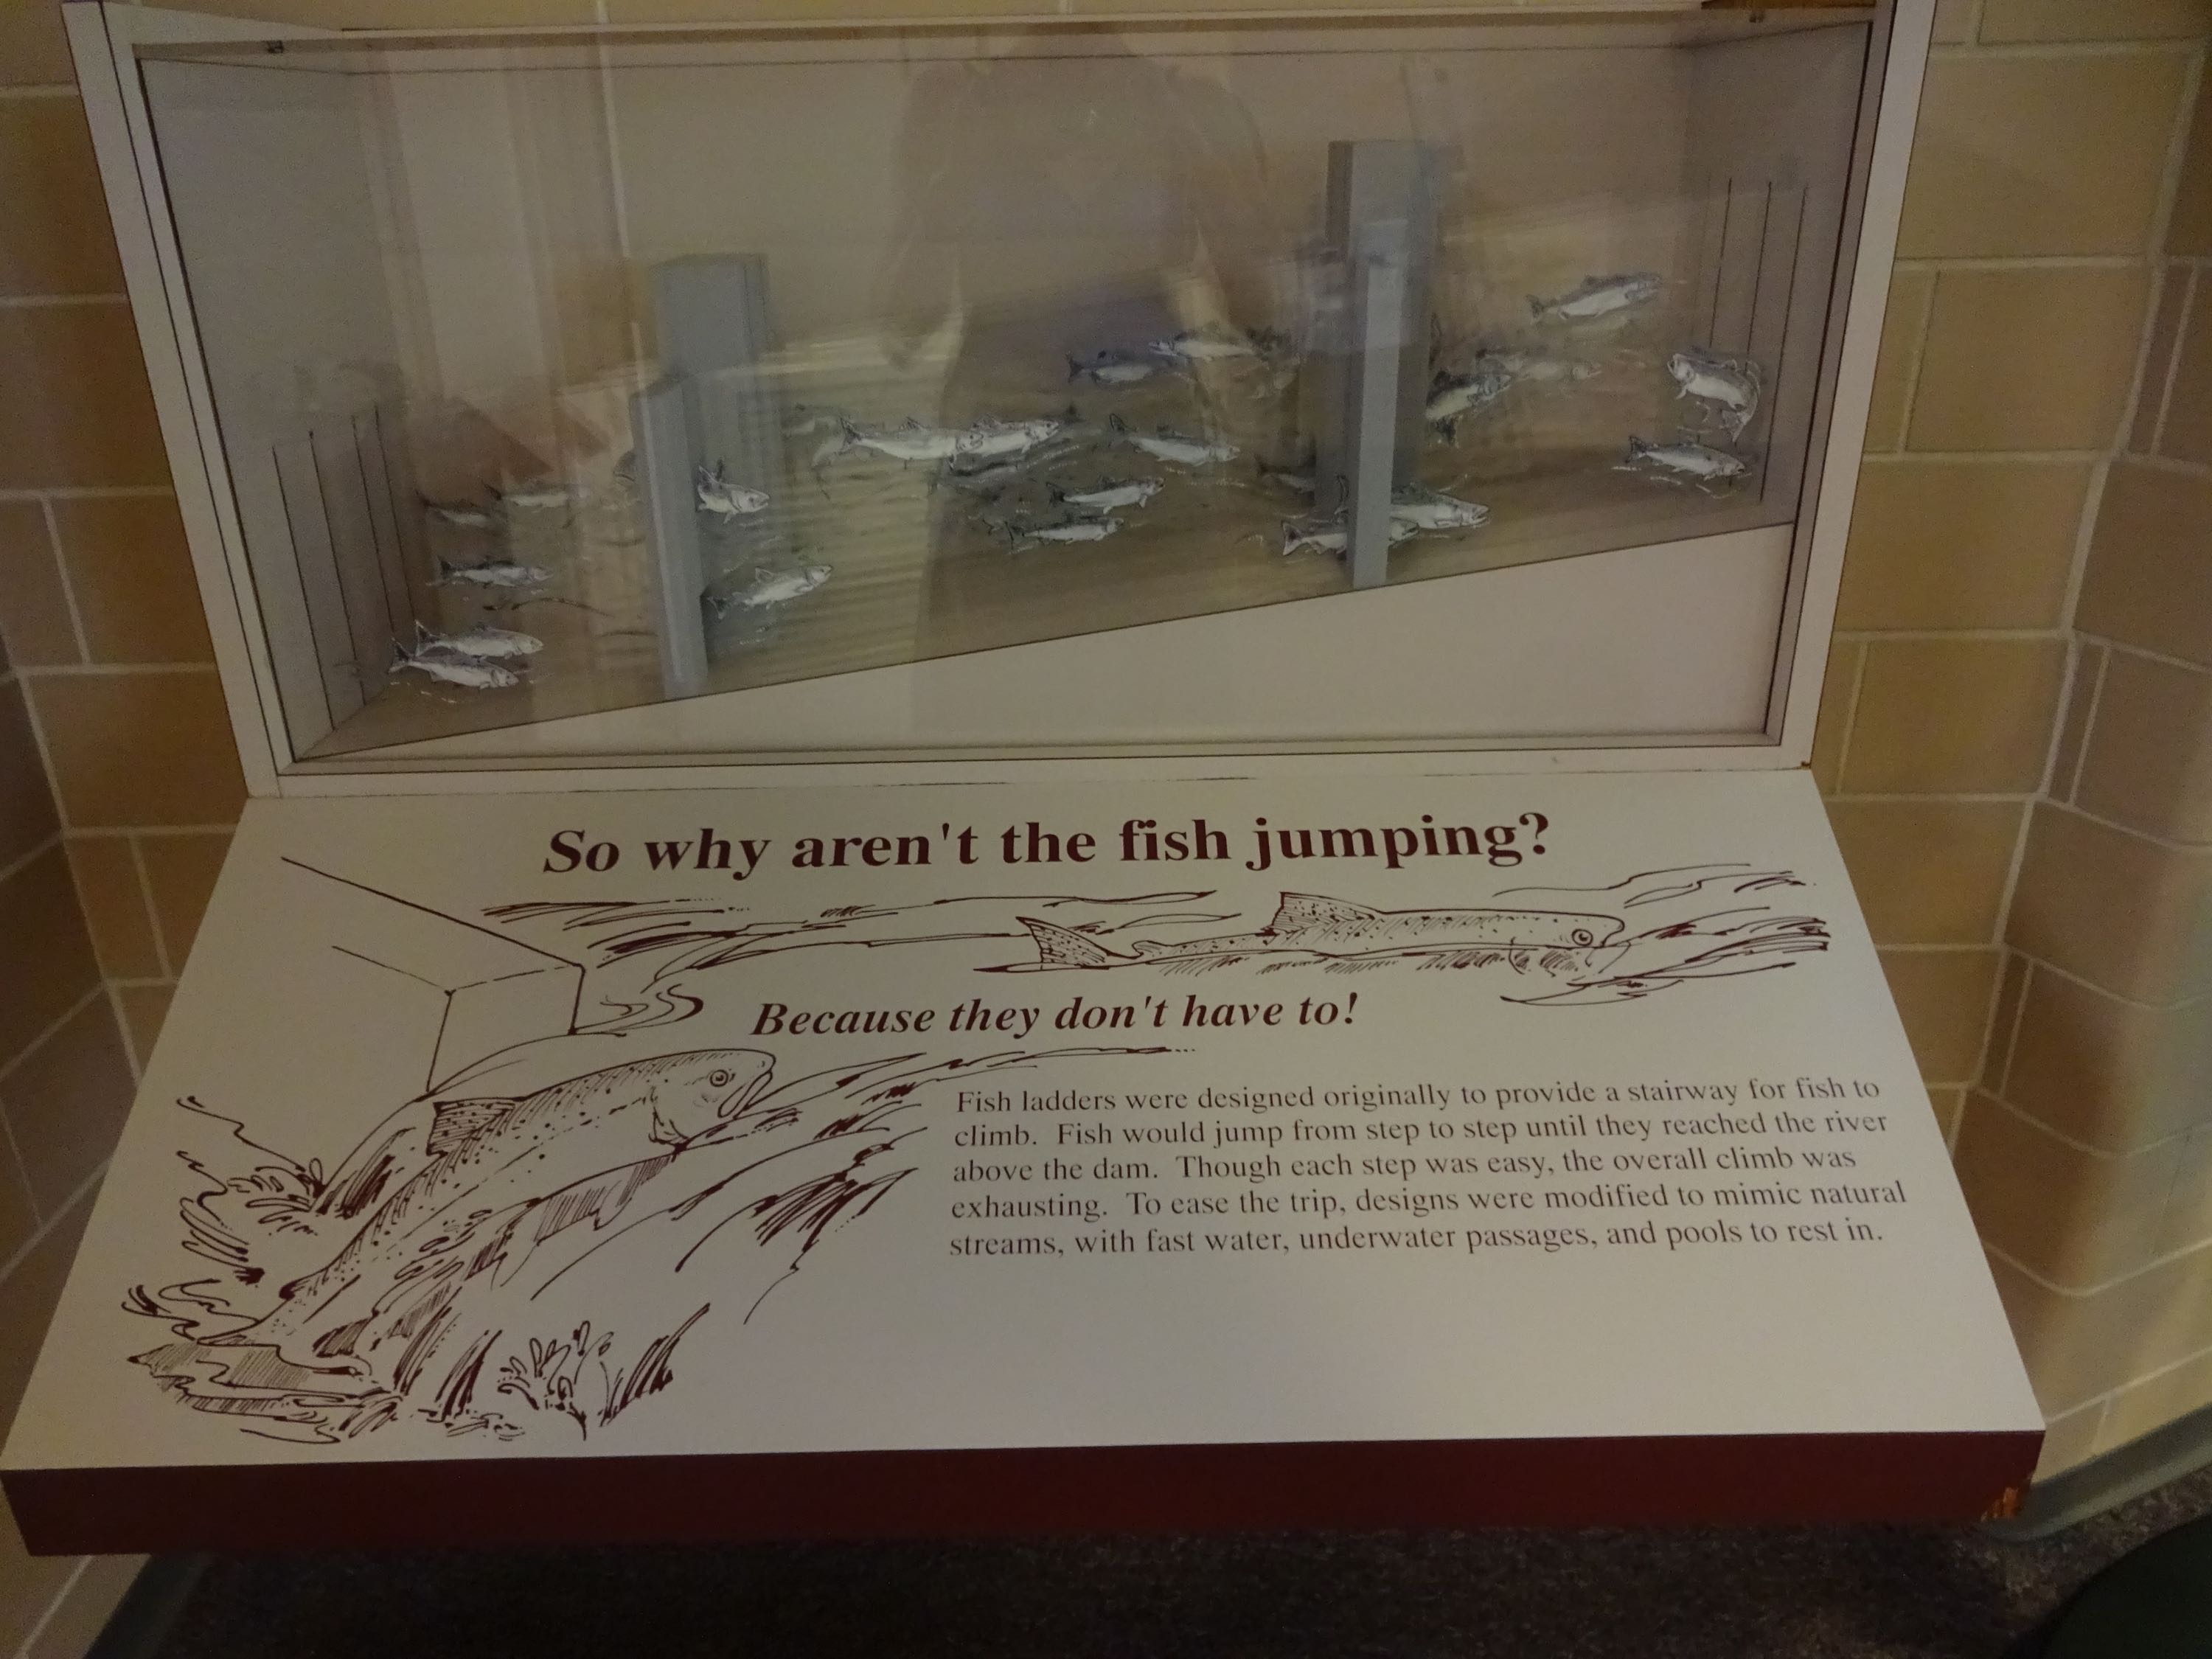 So why aren't the fish jumping?
Because they don't have to!
Fish ladders were designed originally to provide a stairway for fish to
climb. Fish would jump from step to step until they reached the river
above the dam. Though each step was easy, the overall climb was
exhausting. To ease the trip, designs were modified to mimic natural
streams, with fast water, underwater passages, and pools to rest in.